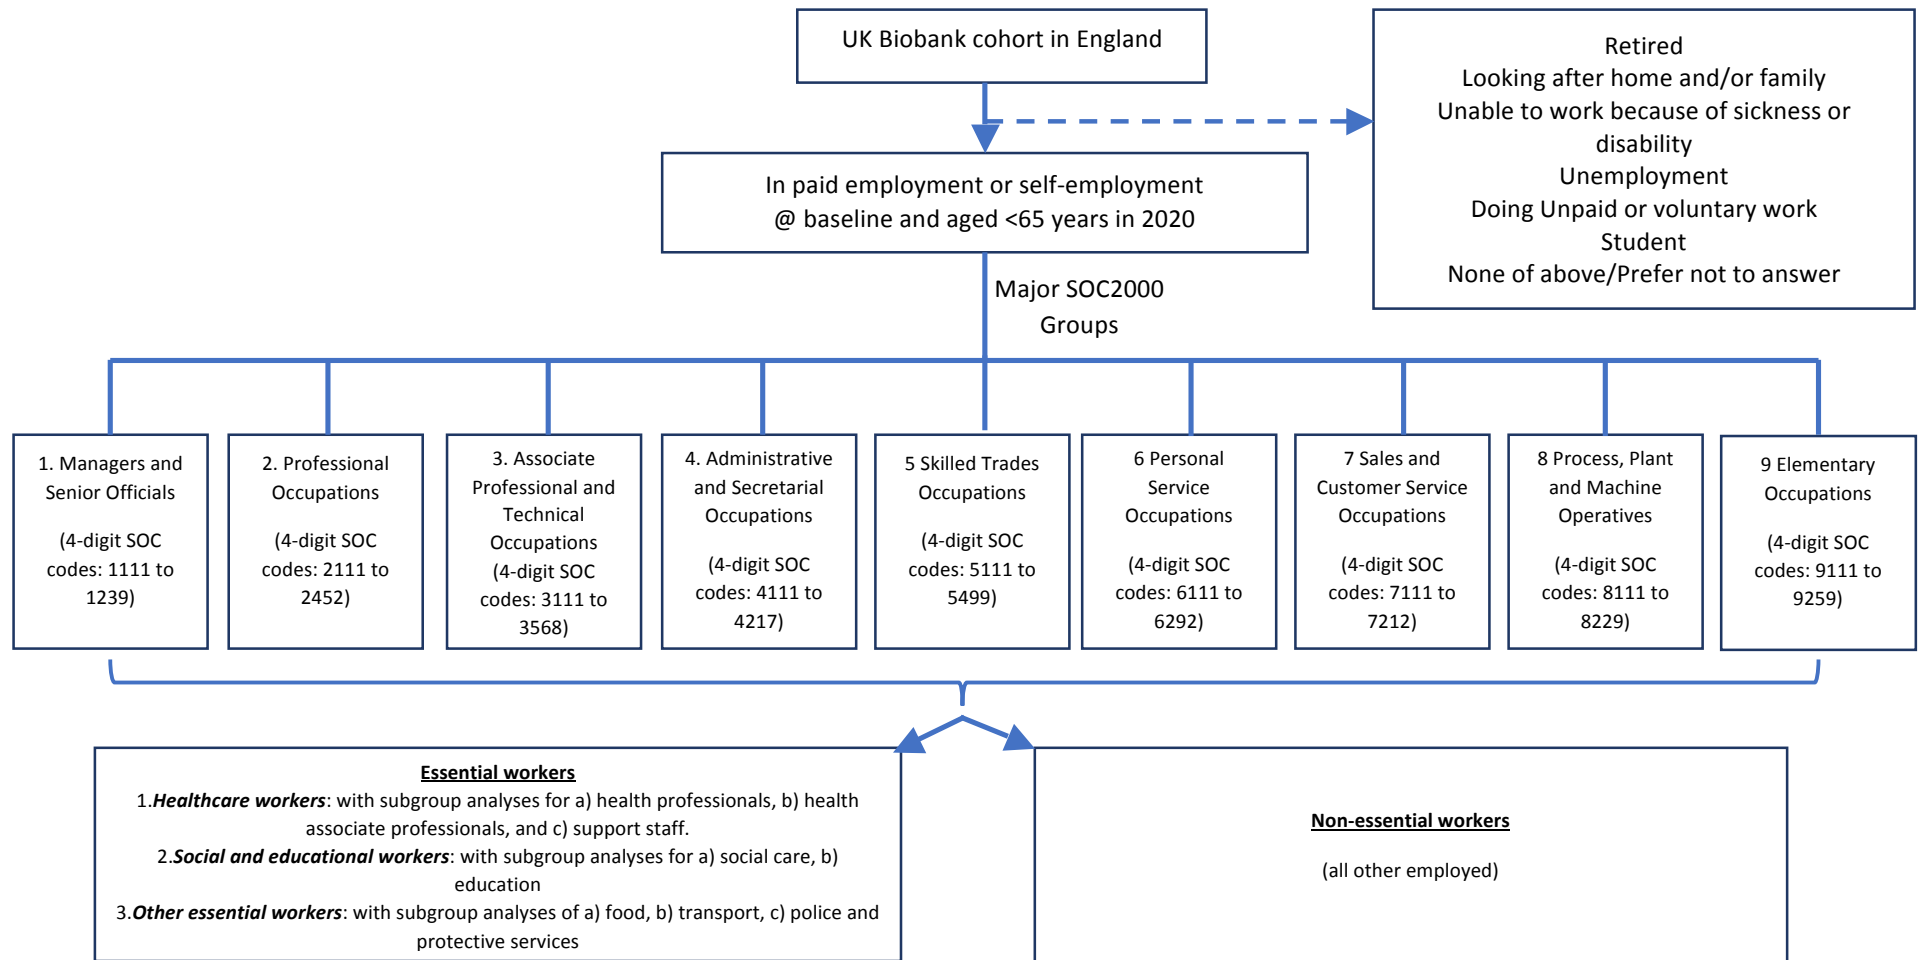 UK Biobank cohort in England
Retired
Looking after home and/or family
Unable to work because of sickness or
disability
Unemployment
Doing Unpaid or voluntary work
Student
None of above/Prefer not to answer
In paid employment or self-employment
@ baseline and aged <65 years in 2020
Major SOC2000
Groups
1. Managers and
Senior Officials
(4-digit SOC
codes: 1111 to
1239)
2. Professional
Occupations
(4-digit SOC
codes: 2111 to
2452)
3. Associate
Professional and
Technical
Occupations
(4-digit SOC
codes: 3111 to
3568)
4. Administrative
and Secretarial
Occupations
(4-digit SOC
codes: 4111 to
4217)
5 Skilled Trades
Occupations
(4-digit SOC
codes: 5111 to
5499)
6 Personal
Service
Occupations
(4-digit SOC
codes: 6111 to
6292)
7 Sales and
Customer Service
Occupations
(4-digit SOC
codes: 7111 to
7212)
8 Process, Plant
and Machine
Operatives
(4-digit SOC
codes: 8111 to
8229)
9 Elementary
Occupations
(4-digit SOC
codes: 9111 to
9259)
Essential workers
1.Healthcare workers: with subgroup analyses for a) health professionals, b) health
associate professionals, and c) support staff.
2.Social and educational workers: with subgroup analyses for a) social care, b)
education
3.Other essential workers: with subgroup analyses of a) food, b) transport, c) police and
protective services
Non-essential workers
(all other employed)